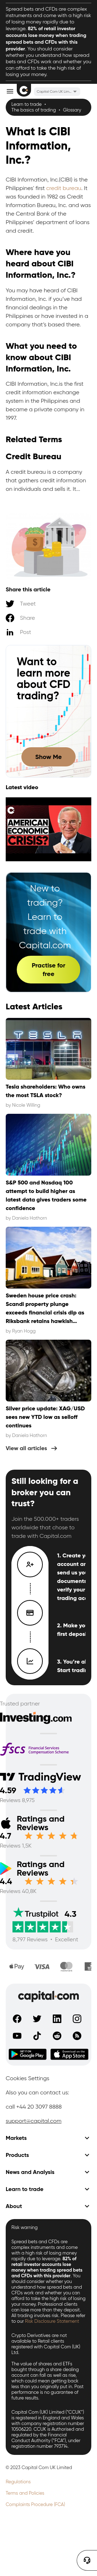 Spread bets and CFDs are complex
instruments and come with a high risk
of losing money rapidly due to
leverage. 82% of retail investor
accounts lose money when trading
spread bets and CFDs with this
provider. You should consider
whether you understand how spread
bets and CFDs work and whether you
can afford to take the high risk of
losing your money.
Capital.Com UK Lim...
Learn to trade •
The basics of trading • Glossary
What is CIBI
Information,
Inc.?
CIBI Information, Inc.(CIBI) is the
Philippines' first credit bureau. It
was founded in 1982 as Credit
Information Bureau, Inc. and was
the Central Bank of the
Philippines' department of loans
and credit.
Where have you
heard about CIBI
Information, Inc.?
You may have heard of CIBI
Information, Inc. if you've had
financial dealings in the
Philippines or have invested in a
company that's based there.
What you need to
know about CIBI
Information, Inc.
CIBI Information, Inc.is the first
credit information exchange
system in the Philippines and
became a private company in
1997.
Related Terms
Credit Bureau
A credit bureau is a company
that gathers credit information
on individuals and sells it. It...
Share this article
Tweet
Share
Post
Want to
learn more
about CFD
trading?
Show Me
Latest video
AMERICAN
ECONOMIC
CRISIS?
New to
trading?
Learn to
trade with
Capital.com
Practise for
free
Latest Articles
TESLA
Tesla shareholders: Who owns
the most TSLA stock?
by Nicole Willing
S&P 500 and Nasdaq 100
attempt to build higher as
latest data gives traders some
confidence
by Daniela Hathorn
Sweden house price crash:
Scandi property plunge
exceeds financial crisis dip as
Riksbank retains hawkish...
by Ryan Hogg
Silver price update: XAG/USD
sees new YTD low as selloff
continues
by Daniela Hathorn
View all articles
Still looking for a
broker you can
trust?
Join the 500.000+ traders
worldwide that chose to
trade with Capital.com
1. Create your
account and
send us your
documents
verify your
trading acc
2. Make your
first deposit
3. You're all
Start trading
Trusted partner
Investing.com
fscs Financial Services
Compensation Scheme
TradingView
4.59
Reviews 8,975
Ratings and
Reviews
4.7
Reviews 1,5K
Ratings and
Reviews
4.4
Reviews 40,8K
Trustpilot 4.3
8,797 Reviews • Excellent
Pay VISA mastercard
capital.com
GET IT ON
Google Play
Download on the
App Store
Contact Settings
Also you can contact us:
call +44 20 3097 8888
support@capital.com
Markets
Products
News and Analysis
Learn to trade
About
Risk warning
Spread bets and CFDs are
complex instruments and come
with a high risk of losing money
rapidly due to leverage. 82% of
retail investor accounts lose
money when trading spread bets
and CFDs with this provider. You
should consider whether you
understand how spread bets and
CFDs work and whether you can
afford to take the high risk of
losing your money. Professional
clients can lose more than they
deposit. All trading involves risk.
Please refer to our Risk Disclosure Statement
Crypto Derivatives are not
available to Retail clients
registered with Capital Com (UK)
Ltd.
The value of shares and ETFs
bought through a share dealing
account can fall as well as rise,
which could mean getting back
less than you originally put in. Past
performance is no guarantee of
future results.
Capital Com (UK) Limited ("CCUK")
is registered in England and Wales
with company registration number
10506220. CCUK is Authorised and
regulated by the Financial
Conduct Authority ("FCA"), under
register number 793714.
© 2023 Capital Com UK Limited
Regulations
Terms and Policies
Complaints Procedure (FCA)